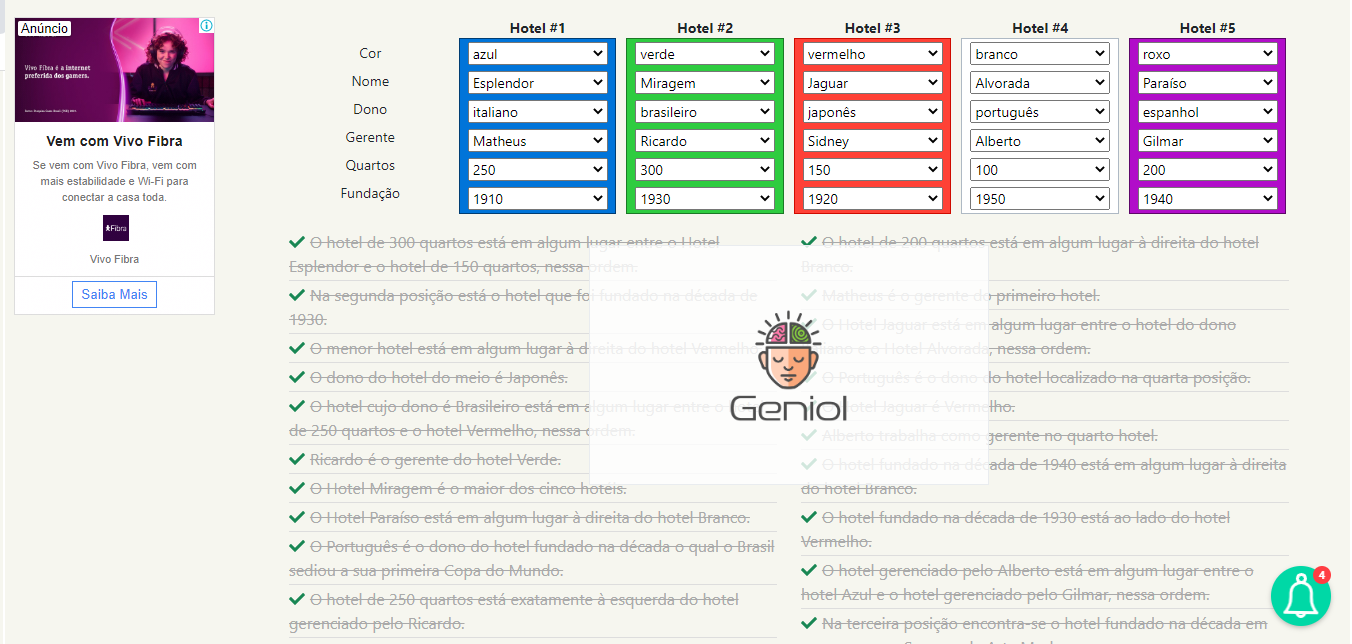 Anúncio
Vivo Fibra é a internet
preferida dos gamers.
Vem com Vivo Fibra
Se vem com Vivo Fibra, vem com
mais estabilidade e Wi-Fi para
conectar a casa toda.
Fibra
Vivo Fibra
Saiba Mais
Hotel #1 Hotel #2 Hotel #3 Hotel #4 Hotel #5
Cor azul verde vermelho branco roxo
Nome Esplendor Miragem Jaguar Alvorada Paraíso
Dono italiano brasileiro japonês português espanhol
Gerente Matheus Ricardo Sidney Alberto Gilmar
Quartos 250 300 150 100 200
Fundação 1910 1930 1920 1950 1940
O hotel de 300 quartos está em algum lugar entre o Hotel
Esplendor e o hotel de 150 quartos, nessa ordem.
Na segunda posição está o hotel que foi fundado na década de
1930.
O menor hotel está em algum lugar à direita do hotel Vermelho.
O dono do hotel do meio é Japonês.
O hotel cujo dono é Brasileiro está em algum lugar entre o hotel
de 250 quartos e o hotel Vermelho, nessa ordem.
Ricardo é o gerente do hotel Verde.
O Hotel Miragem é o maior dos cinco hotéis.
O Hotel Paraíso está em algum lugar à direita do hotel Branco.
O Português é o dono do hotel fundado na década o qual o Brasil
sediou a sua primeira Copa do Mundo.
O hotel de 250 quartos está exatamente à esquerda do hotel
gerenciado pelo Ricardo.
O hotel de 200 quartos está em algum lugar à direita do hotel
Branco.
Matheus é o gerente do primeiro hotel.
O Hotel Jaguar está em algum lugar entre o hotel do dono
Italiano e o Hotel Alvorada, nessa ordem.
O Português é o dono do hotel localizado na quarta posição.
O Hotel Jaguar é Vermelho.
Alberto trabalha como gerente no quarto hotel.
O hotel fundado na década de 1940 está em algum lugar à direita
do hotel Branco.
O hotel fundado na década de 1930 está ao lado do hotel
Vermelho.
O hotel gerenciado pelo Alberto está em algum lugar entre o
hotel Azul e o hotel gerenciado pelo Gilmar, nessa ordem.
Na terceira posição encontra-se o hotel fundado na década em
Geniol
4